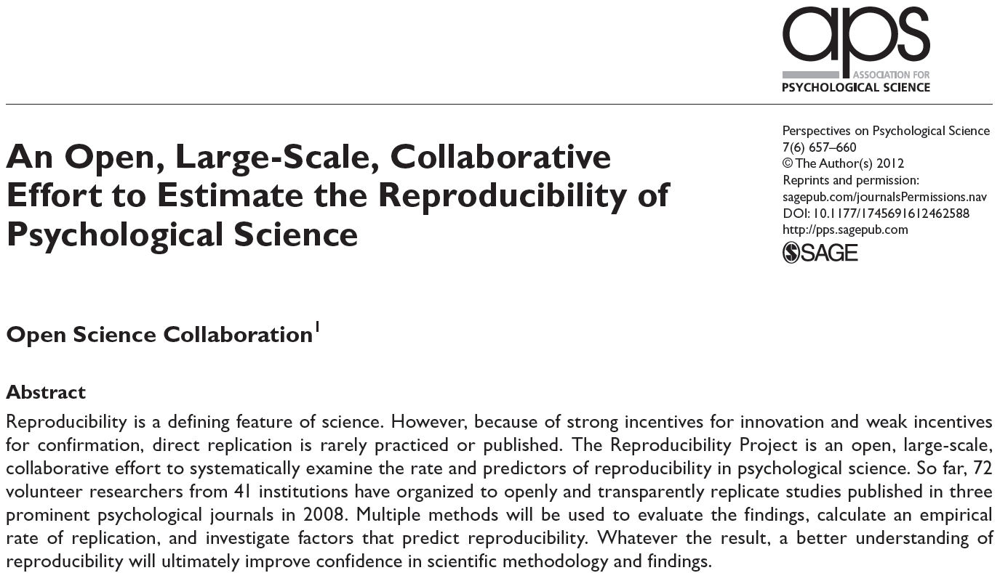 aps
ASSOCIATION FOR
PSYCHOLOGICAL SCIENCE
An Open, Large-Scale, Collaborative
Effort to Estimate the Reproducibility of
Psychological Science
Perspectives on Psychological Science
7(6) 657–660
© The Author(s) 2012
Reprints and permission:
sagepub.com/journalsPermissions.nav
DOI: 10.1177/1745691612462588
http://pps.sagepub.com
SAGE
Open Science Collaboration¹
Abstract
Reproducibility is a defining feature of science. However, because of strong incentives for innovation and weak incentives
for confirmation, direct replication is rarely practiced or published. The Reproducibility Project is an open, large-scale,
collaborative effort to systematically examine the rate and predictors of reproducibility in psychological science. So far, 72
volunteer researchers from 41 institutions have organized to openly and transparently replicate studies published in three
prominent psychological journals in 2008. Multiple methods will be used to evaluate the findings, calculate an empirical
rate of replication, and investigate factors that predict reproducibility. Whatever the result, a better understanding of
reproducibility will ultimately improve confidence in scientific methodology and findings.